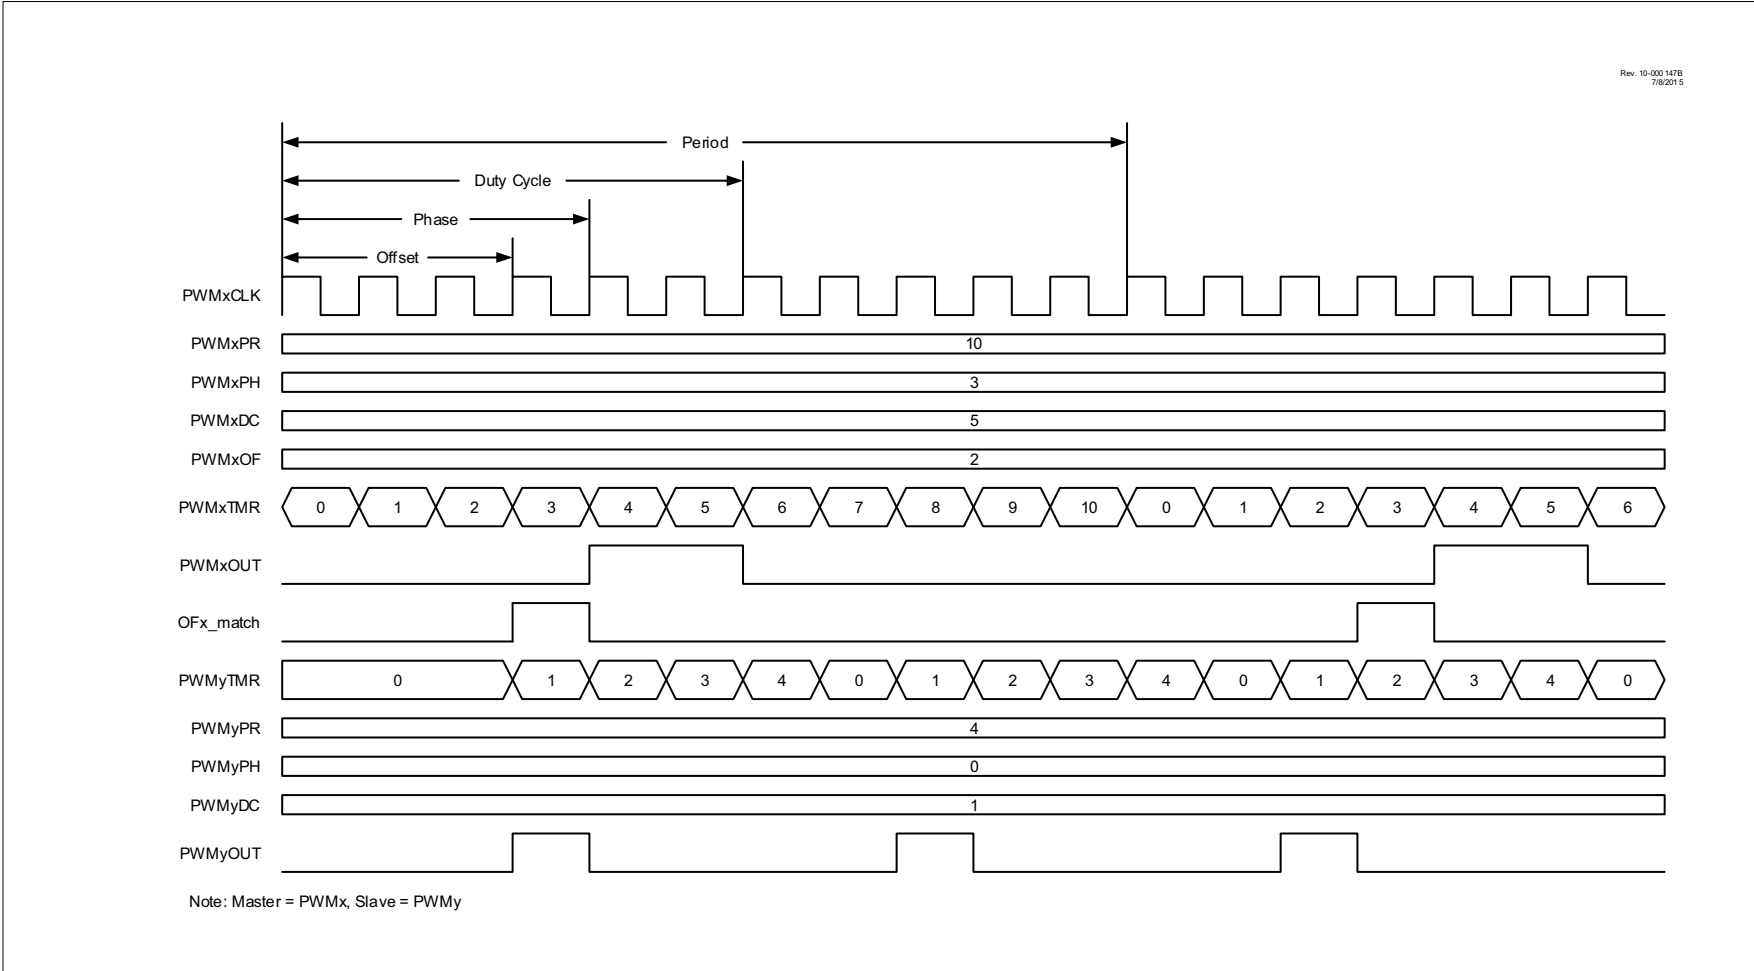 Rev. 10-000 147B
7/8/201 5
Period
Duty Cycle
Phase
Offset
PWMxCLK
PWMxPR 10
PWMxPH 3
PWMxDC 5
PWMxOF 2
PWMxTMR 0 1 2 3 4 5 6 7 8 9 10 0 1 2 3 4 5 6
PWMxOUT
OFx_match
PWMyTMR 0 1 2 3 4 0 1 2 3 4 0 1 2 3 4 0
PWMyPR 4
PWMyPH 0
PWMyDC 1
PWMyOUT
Note: Master = PWMx, Slave = PWMy